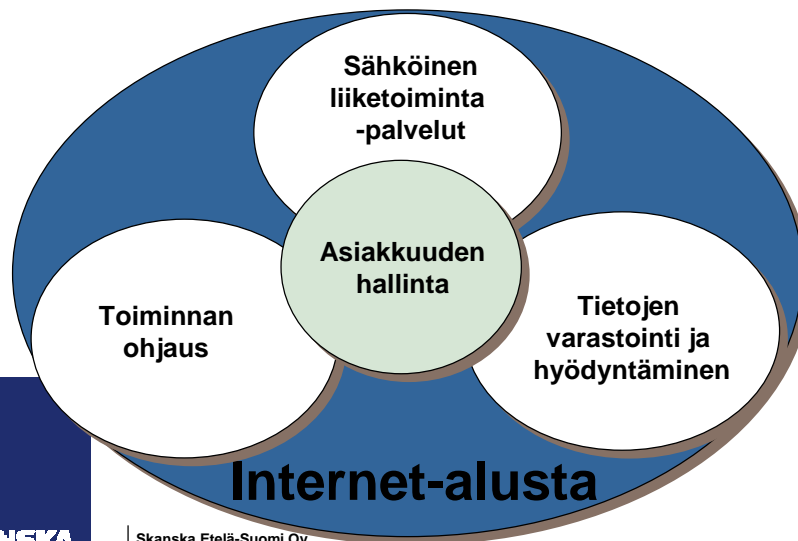 Sähköinen
liiketoiminta
-palvelut
Asiakkuuden
hallinta
Toiminnan
ohjaus
Tietojen
varastointi ja
hyödyntäminen
Internet-alusta
Skanska Etelä-Suomi Oy